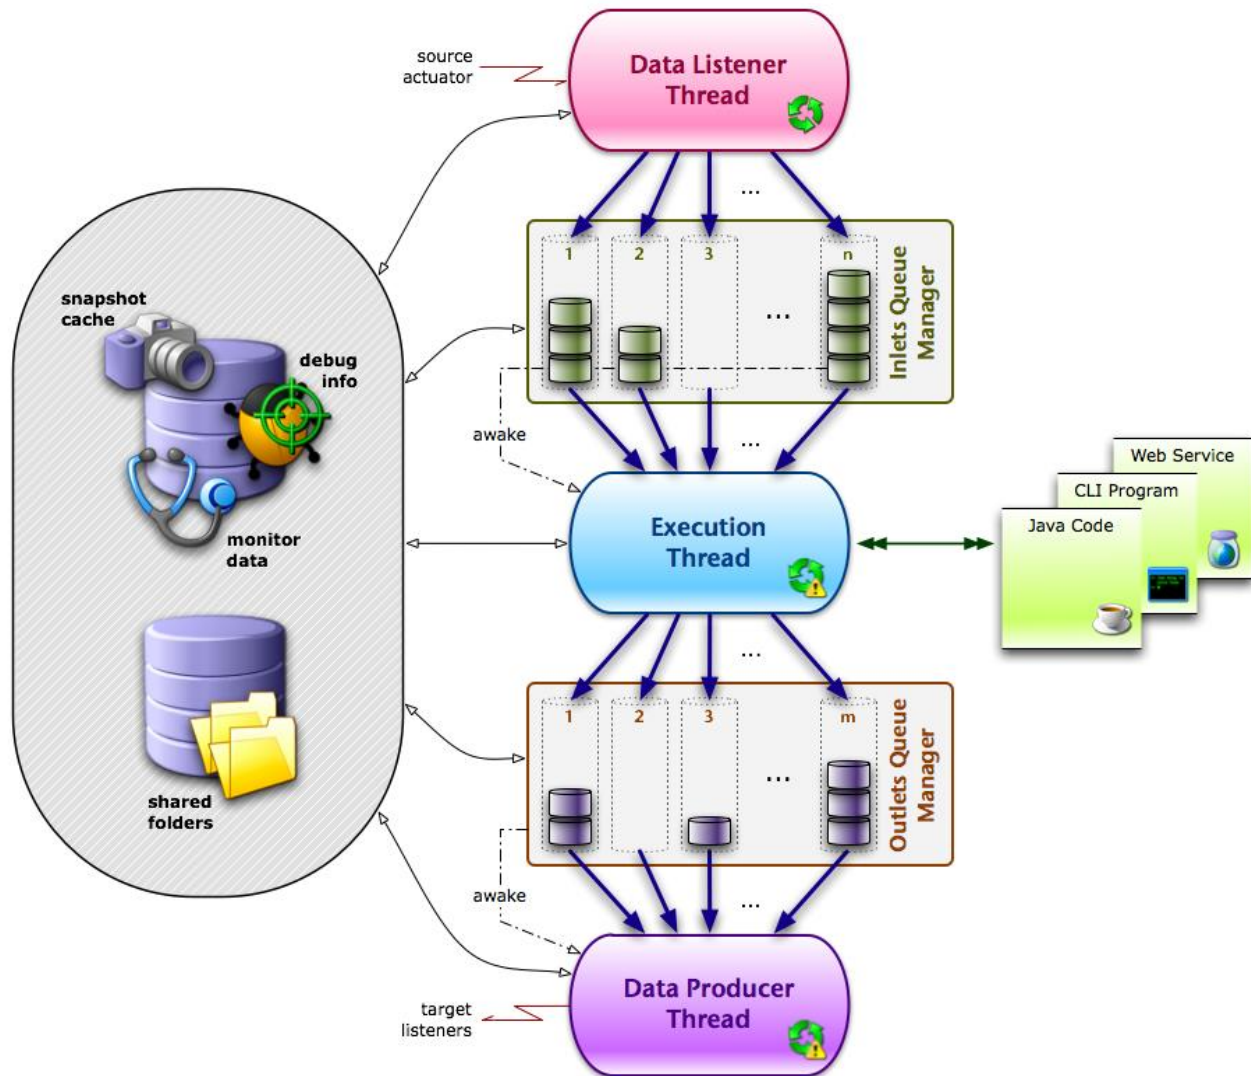 source
actuator
Data Listener
Thread
...
1 2 3 n
...
Inlets Queue
Manager
snapshot
cache
debug
info
monitor
data
shared
folders
awake
...
Execution
Thread
Web Service
CLI Program
Java Code
...
1 2 3 m
...
Outlets Queue
Manager
awake
...
Data Producer
Thread
target
listeners